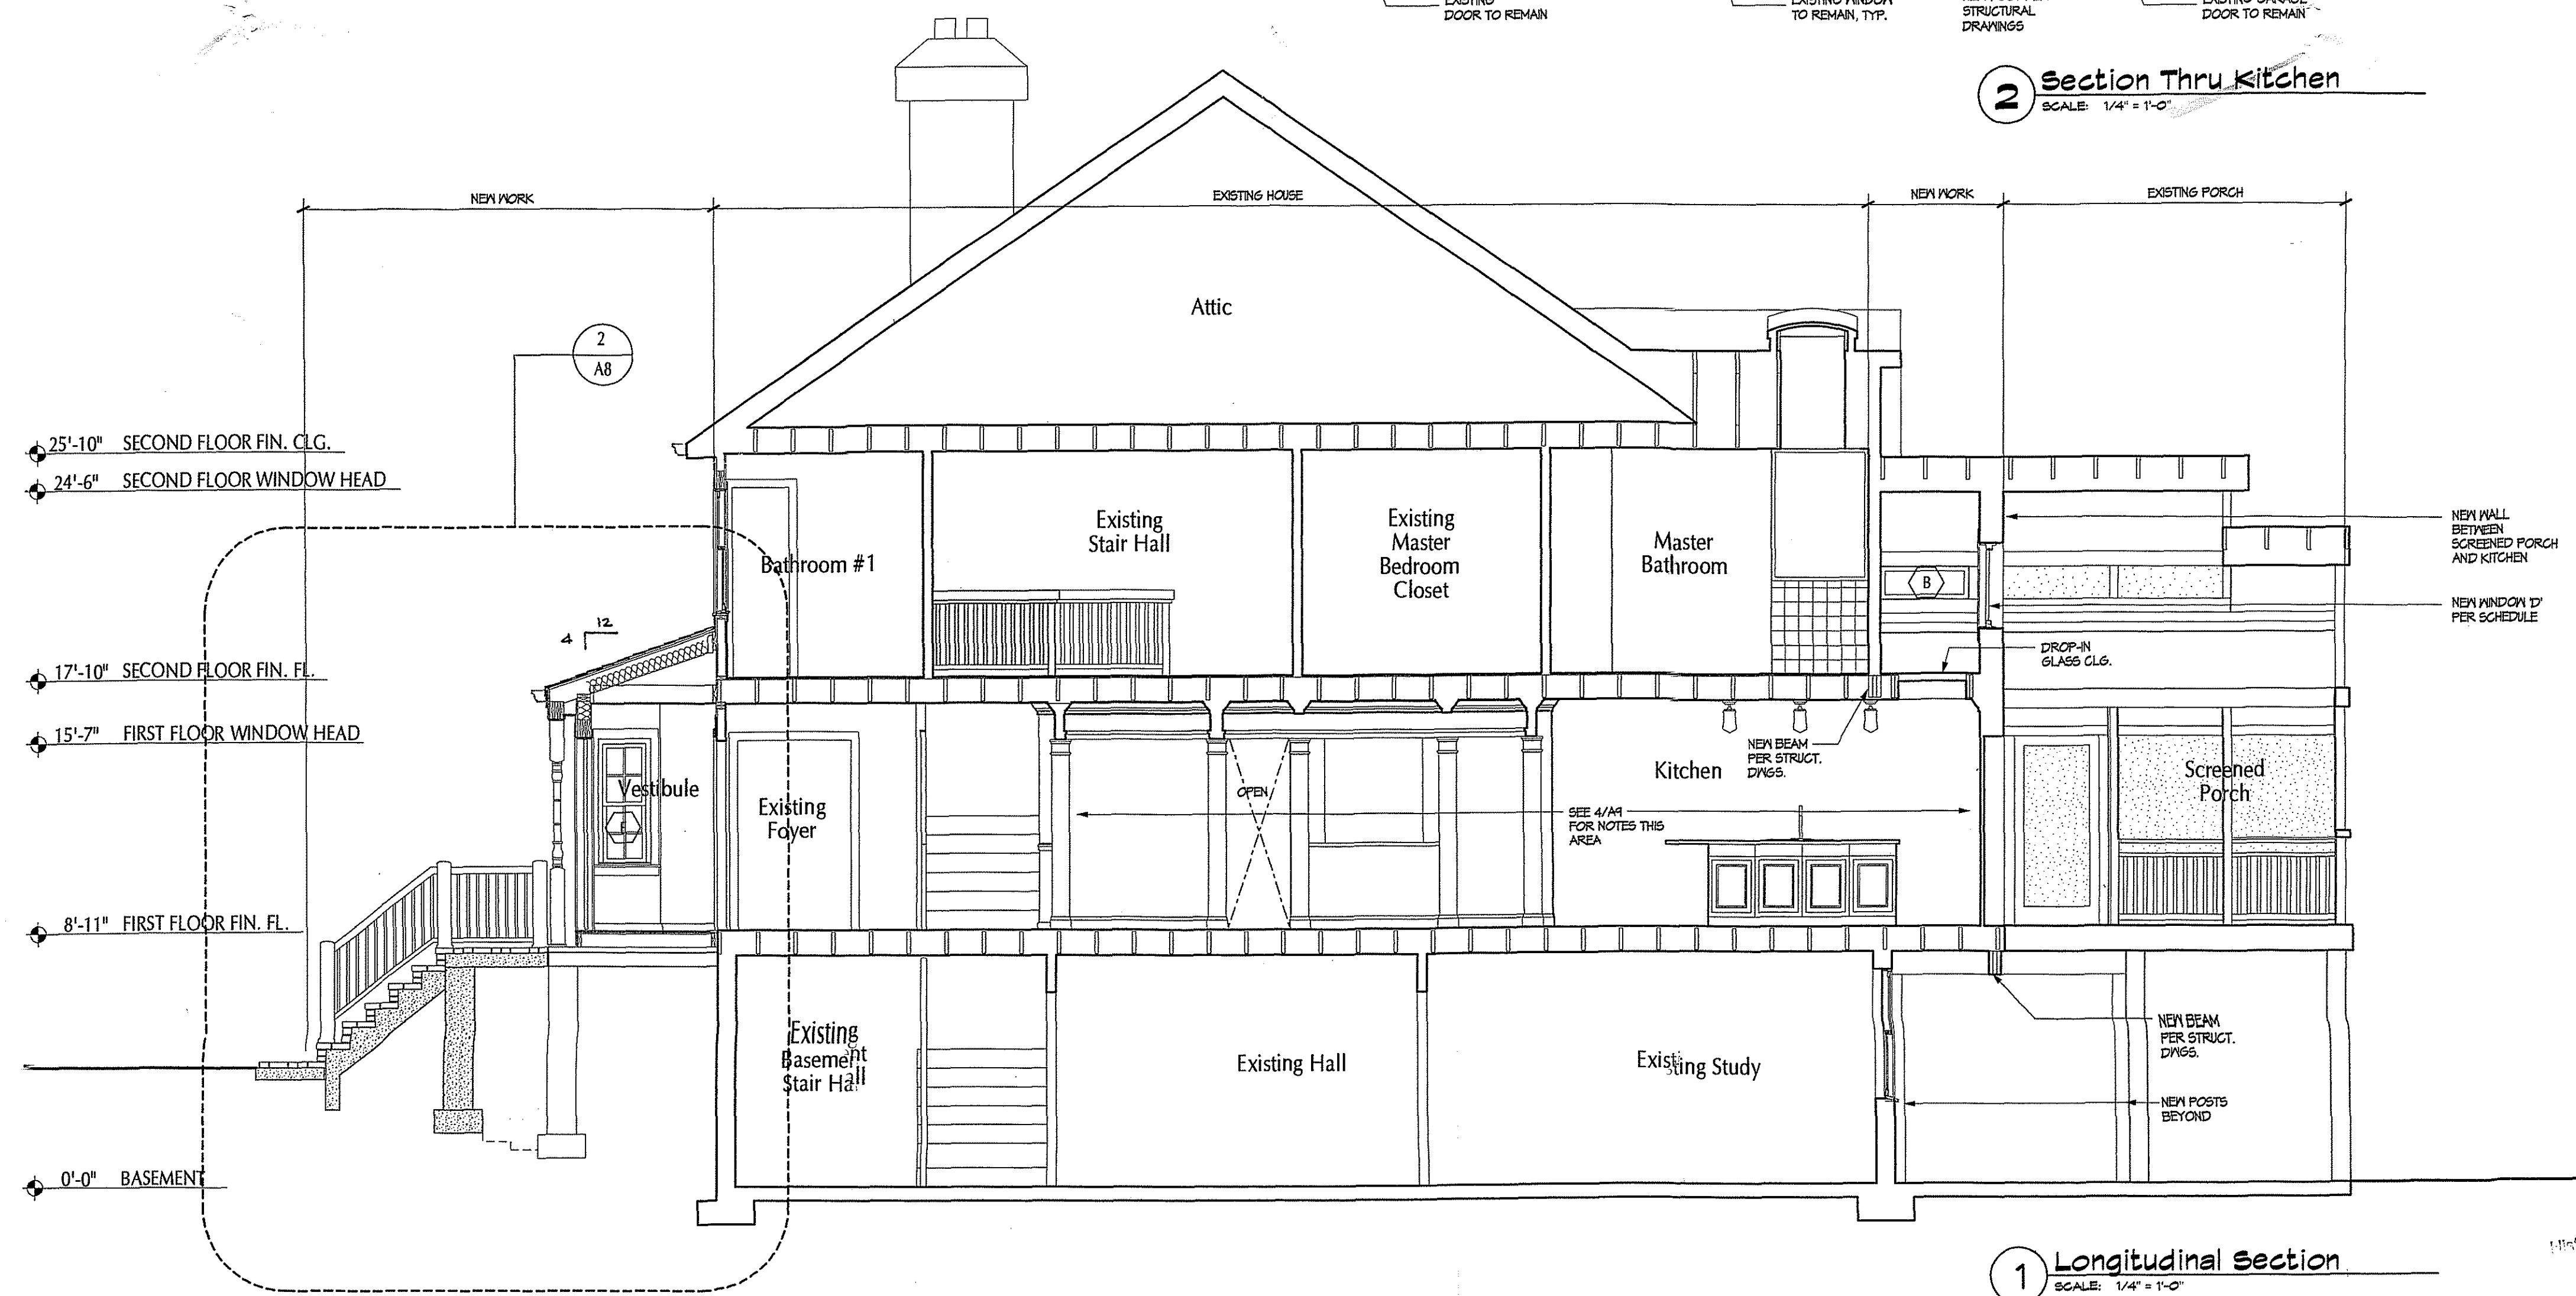 DOOR TO REMAIN
TO REMAIN, TYP.
STRUCTURAL
DRAWINGS
DOOR TO REMAIN
2 Section Thru Kitchen
SCALE: 1/4" = 1'-0"
NEW WORK
EXISTING HOUSE
NEW WORK
EXISTING PORCH
Attic
2
A8
25'-10" SECOND FLOOR FIN. CLG.
24'-6" SECOND FLOOR WINDOW HEAD
Bathroom #1
Existing
Stair Hall
Existing
Master
Bedroom
Closet
Master
Bathroom
B
NEW WALL
BETWEEN
SCREENED PORCH
AND KITCHEN
NEW WINDOW 'D'
PER SCHEDULE
DROP-IN
GLASS CLG.
4
12
17'-10" SECOND FLOOR FIN. FL.
15'-7" FIRST FLOOR WINDOW HEAD
Vestibule
Existing
Foyer
OPEN
SEE 4/A9
FOR NOTES THIS
AREA
NEW BEAM
PER STRUCT.
DWGS.
Kitchen
Screened
Porch
8'-11" FIRST FLOOR FIN. FL.
Existing
Basement
Stair Hall
Existing Hall
Existing Study
NEW BEAM
PER STRUCT.
DWGS.
NEW POSTS
BEYOND
0'-0" BASEMENT
1 Longitudinal Section
SCALE: 1/4" = 1'-0"